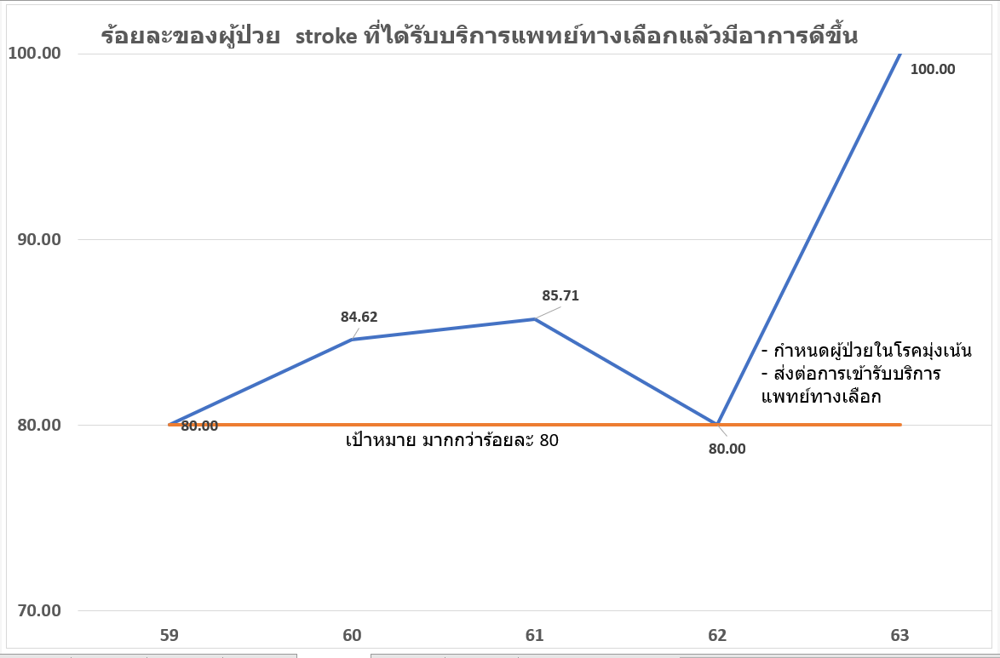 ร้อยละของผู้ป่วย stroke ที่ได้รับบริการแพทย์ทางเลือกแล้วมีอาการดีขึ้น
100.00
100.00
90.00
85.71
84.62
- กำหนดผู้ป่วยในโรคมุ่งเน้น
- ส่งต่อการเข้ารับบริการ
แพทย์ทางเลือก
80.00
80.00
เป้าหมาย มากกว่าร้อยละ 80
80.00
70.00
59 60 61 62 63